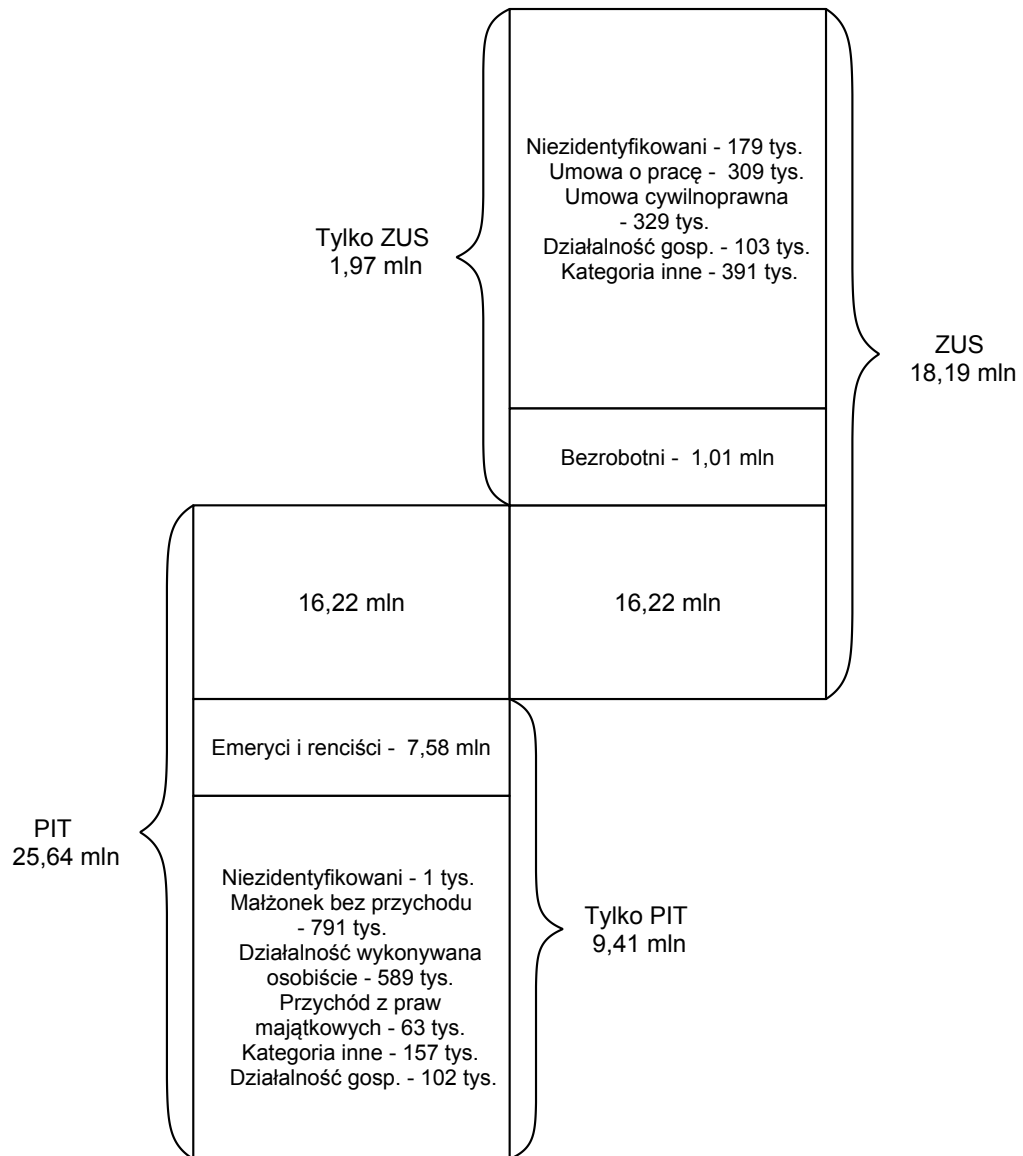 Niezidentyfikowani - 179 tys.
Umowa o pracę - 309 tys.
Umowa cywilnoprawna
- 329 tys.
Działalność gosp. - 103 tys.
Kategoria inne - 391 tys.
Tylko ZUS
1,97 mln
ZUS
18,19 mln
Bezrobotni - 1,01 mln
16,22 mln
16,22 mln
Emeryci i renciści - 7,58 mln
PIT
25,64 mln
Niezidentyfikowani - 1 tys.
Małżonek bez przychodu
- 791 tys.
Działalność wykonywana
osobiście - 589 tys.
Przychód z praw
majątkowych - 63 tys.
Kategoria inne - 157 tys.
Działalność gosp. - 102 tys.
Tylko PIT
9,41 mln